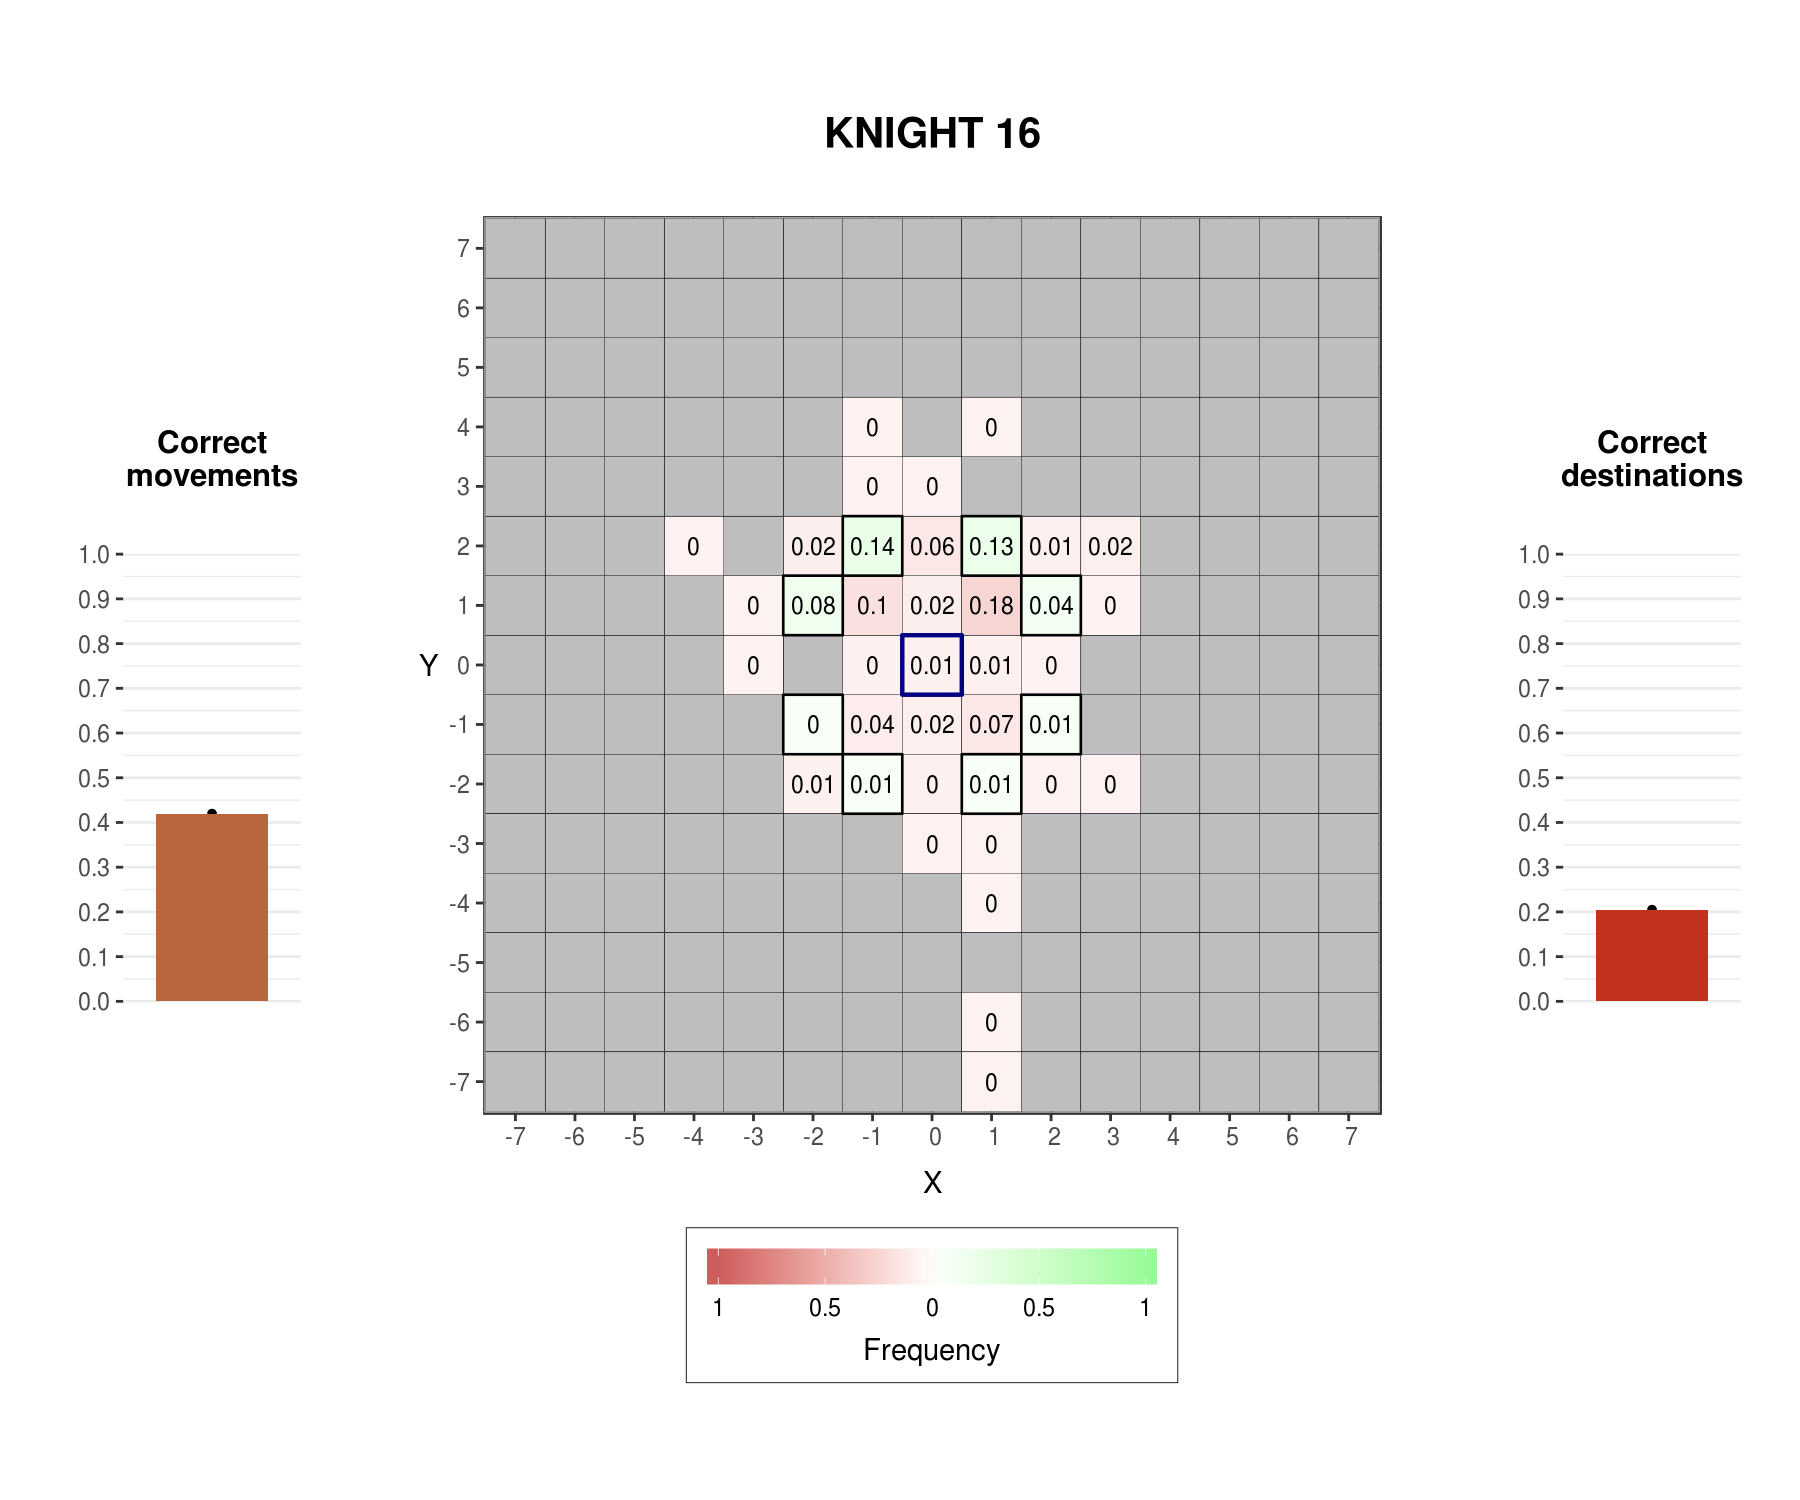 KNIGHT 16
Correct
movements
1.0
0.9
0.8
0.7
0.6
0.5
0.4
0.3
0.2
0.1
0.0
Y
7
6
5
4 0 0
3 0 0
2 0 0.02 0.14 0.06 0.13 0.01 0.02
1 0 0.08 0.1 0.02 0.18 0.04 0
0 0 0 0.01 0.01 0
-1 0 0.04 0.02 0.07 0.01
-2 0.01 0.01 0 0.01 0 0
-3 0 0
-4 0
-5
-6 0
-7 0
-7 -6 -5 -4 -3 -2 -1 0 1 2 3 4 5 6 7
X
1 0.5 0 0.5 1
Frequency
Correct
destinations
1.0
0.9
0.8
0.7
0.6
0.5
0.4
0.3
0.2
0.1
0.0